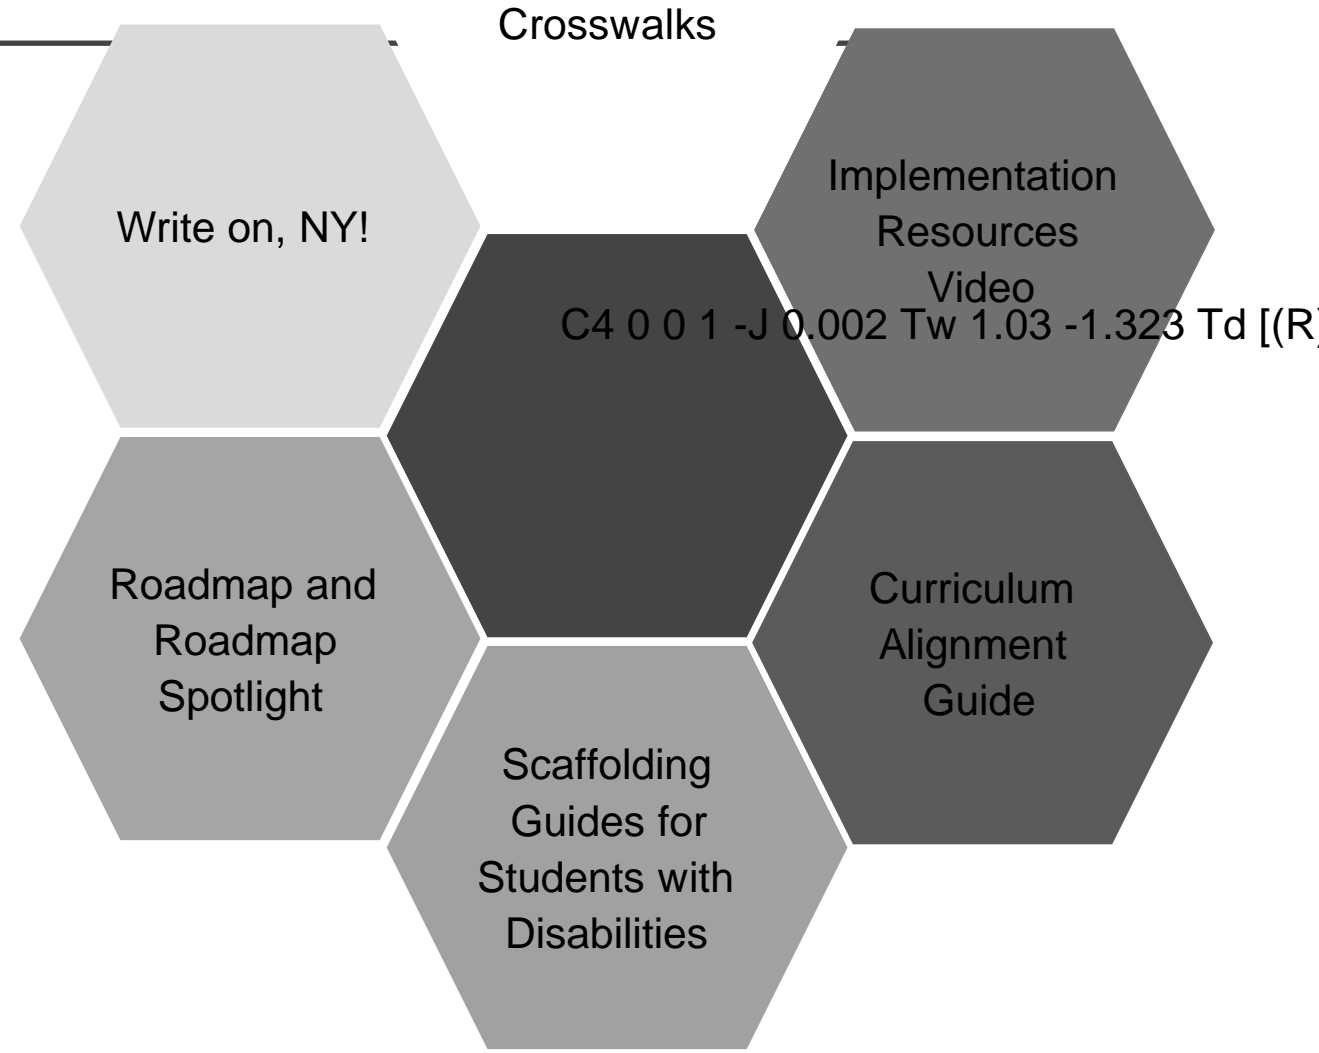 Crosswalks
Write on, NY!
Implementation
Resources
Video
C4 0 0 1 -J 0.002 Tw 1.03 -1.323 Td [(R)
Roadmap and
Roadmap
Spotlight
Curriculum
Alignment
Guide
Scaffolding
Guides for
Students with
Disabilities